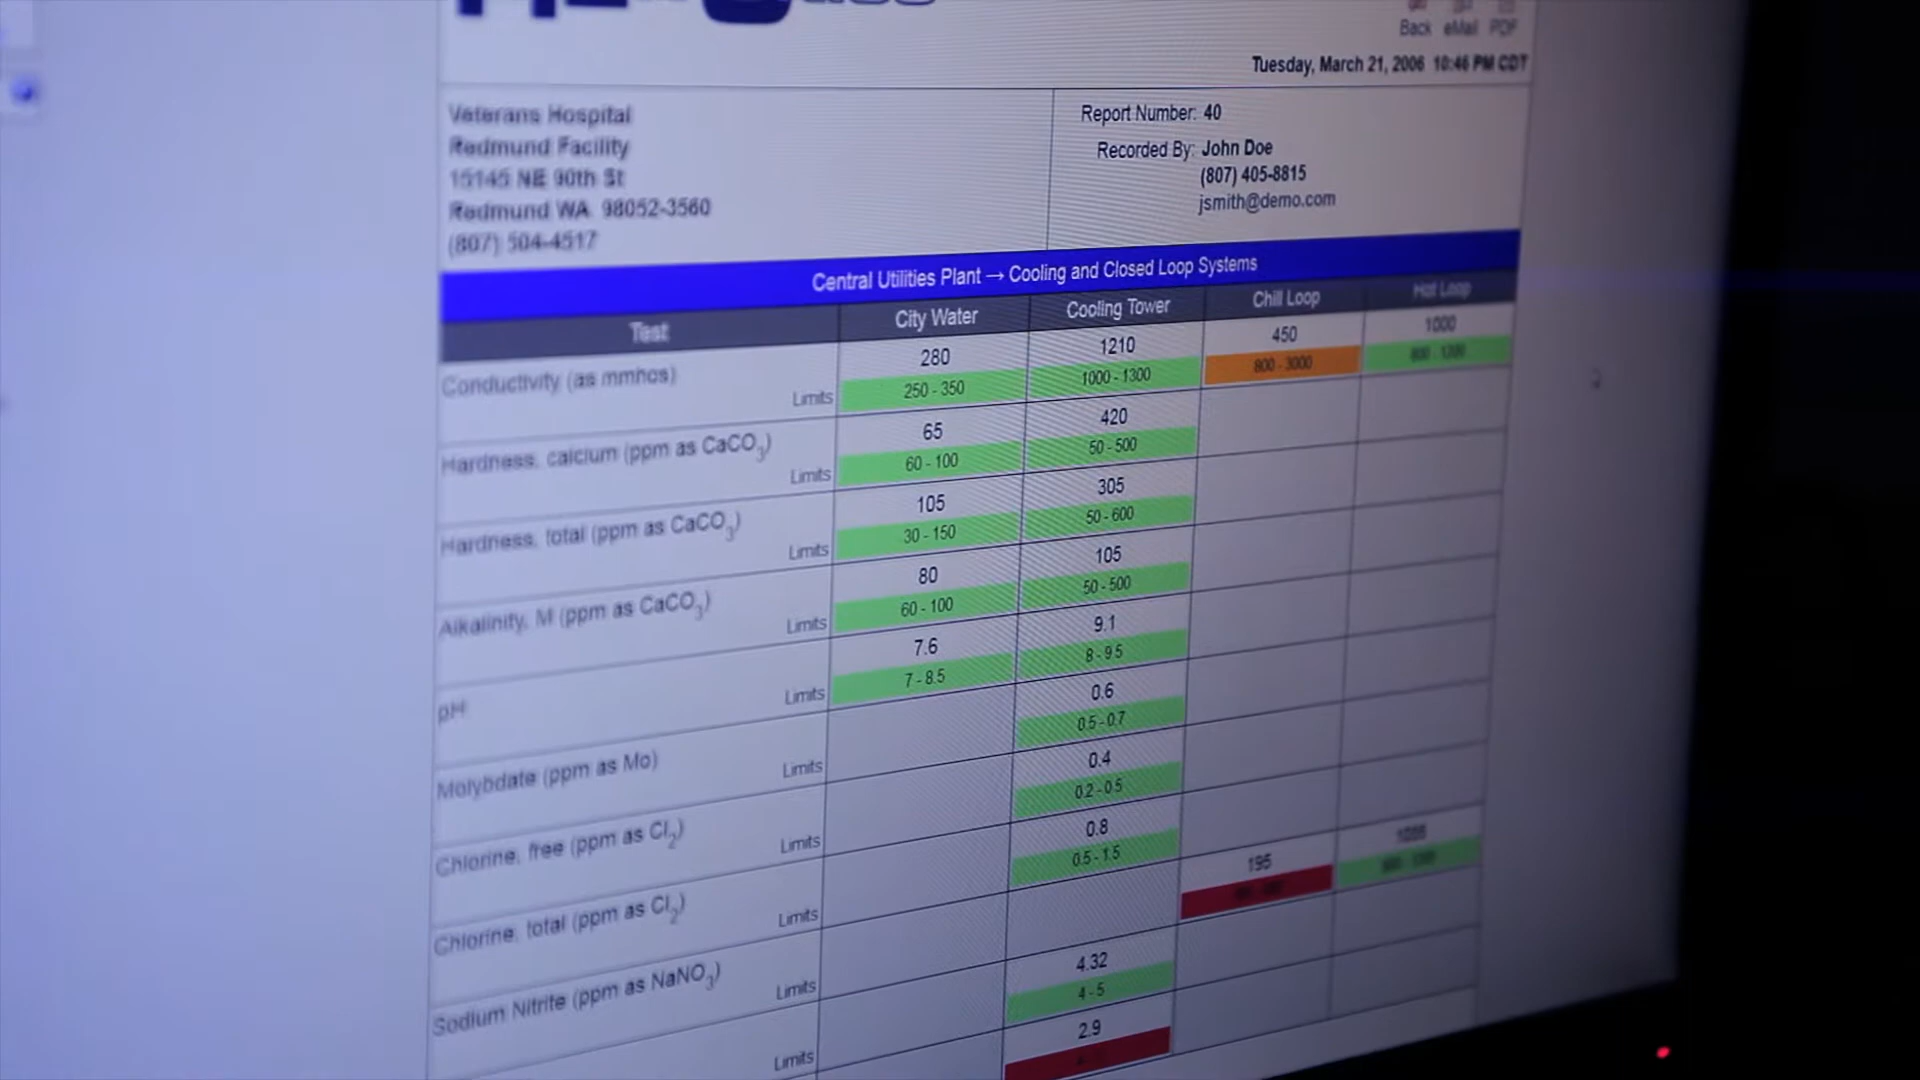 Back eMail PDF
Tuesday, March 21, 2006 10:46 PM CDT
Veterans Hospital
Redmund Facility
15145 NE 90th St
Redmund WA 98052-3560
(807) 504-4517
Report Number: 40
Recorded By: John Doe
(807) 405-8815
jsmith@demo.com
Central Utilities Plant → Cooling and Closed Loop Systems
Test City Water Cooling Tower Chill Loop Hot Loop
Conductivity (as mmhos) 280 1210 450 1000
Limits 250 - 350 1000 - 1300 800 - 3000
Hardness, calcium (ppm as CaCO₃) 65 420
Limits 60 - 100 50 - 500
Hardness, total (ppm as CaCO₃) 105 305
Limits 30 - 150 50 - 600
Alkalinity, M (ppm as CaCO₃) 80 105
Limits 60 - 100 50 - 500
pH 7.6 9.1
Limits 7 - 8.5 8 - 9.5
Molybdate (ppm as Mo) 0.6
Limits 0.5 - 0.7
Chlorine, free (ppm as Cl₂) 0.4
Limits 0.2 - 0.5
Chlorine, total (ppm as Cl₂) 0.8
Limits 0.5 - 1.5
Sodium Nitrite (ppm as NaNO₃) 195
Limits
4.32
Limits 4 - 5
2.9